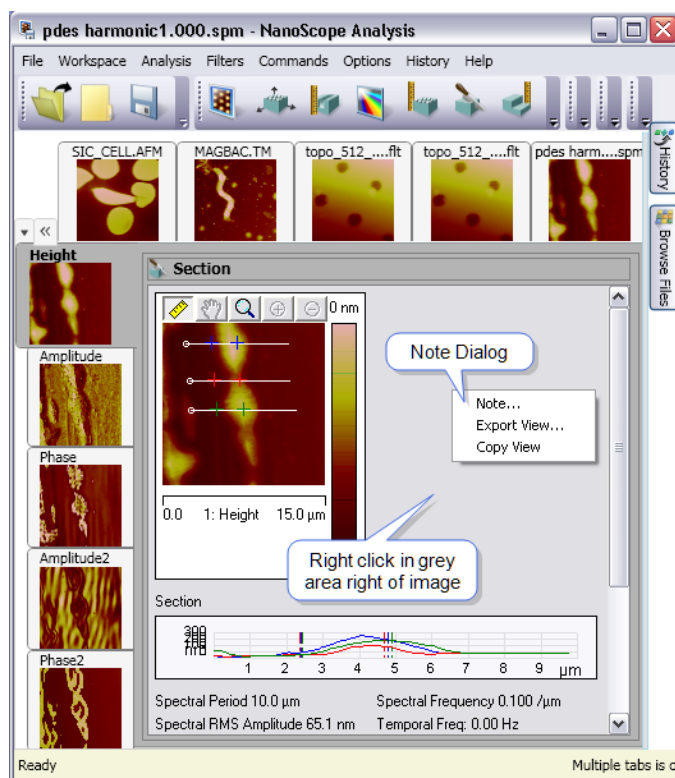 pdes harmonic1.000.spm - NanoScope Analysis
File Workspace Analysis Filters Commands Options History Help
SIC_CELL.AFM MAGBAC.TM topo_512_....flt topo_512_....flt pdes harm....spm
History
Browse Files
Height
Section
0 nm
Note Dialog
Note...
Export View...
Copy View
Amplitude
Phase
0.0 1: Height 15.0 µm
Right click in grey
area right of image
Amplitude2
Section
300
nm
1 2 3 4 5 6 7 8 9 µm
Phase2
Spectral Period 10.0 µm Spectral Frequency 0.100 /µm
Spectral RMS Amplitude 65.1 nm Temporal Freq: 0.00 Hz
Ready Multiple tabs is